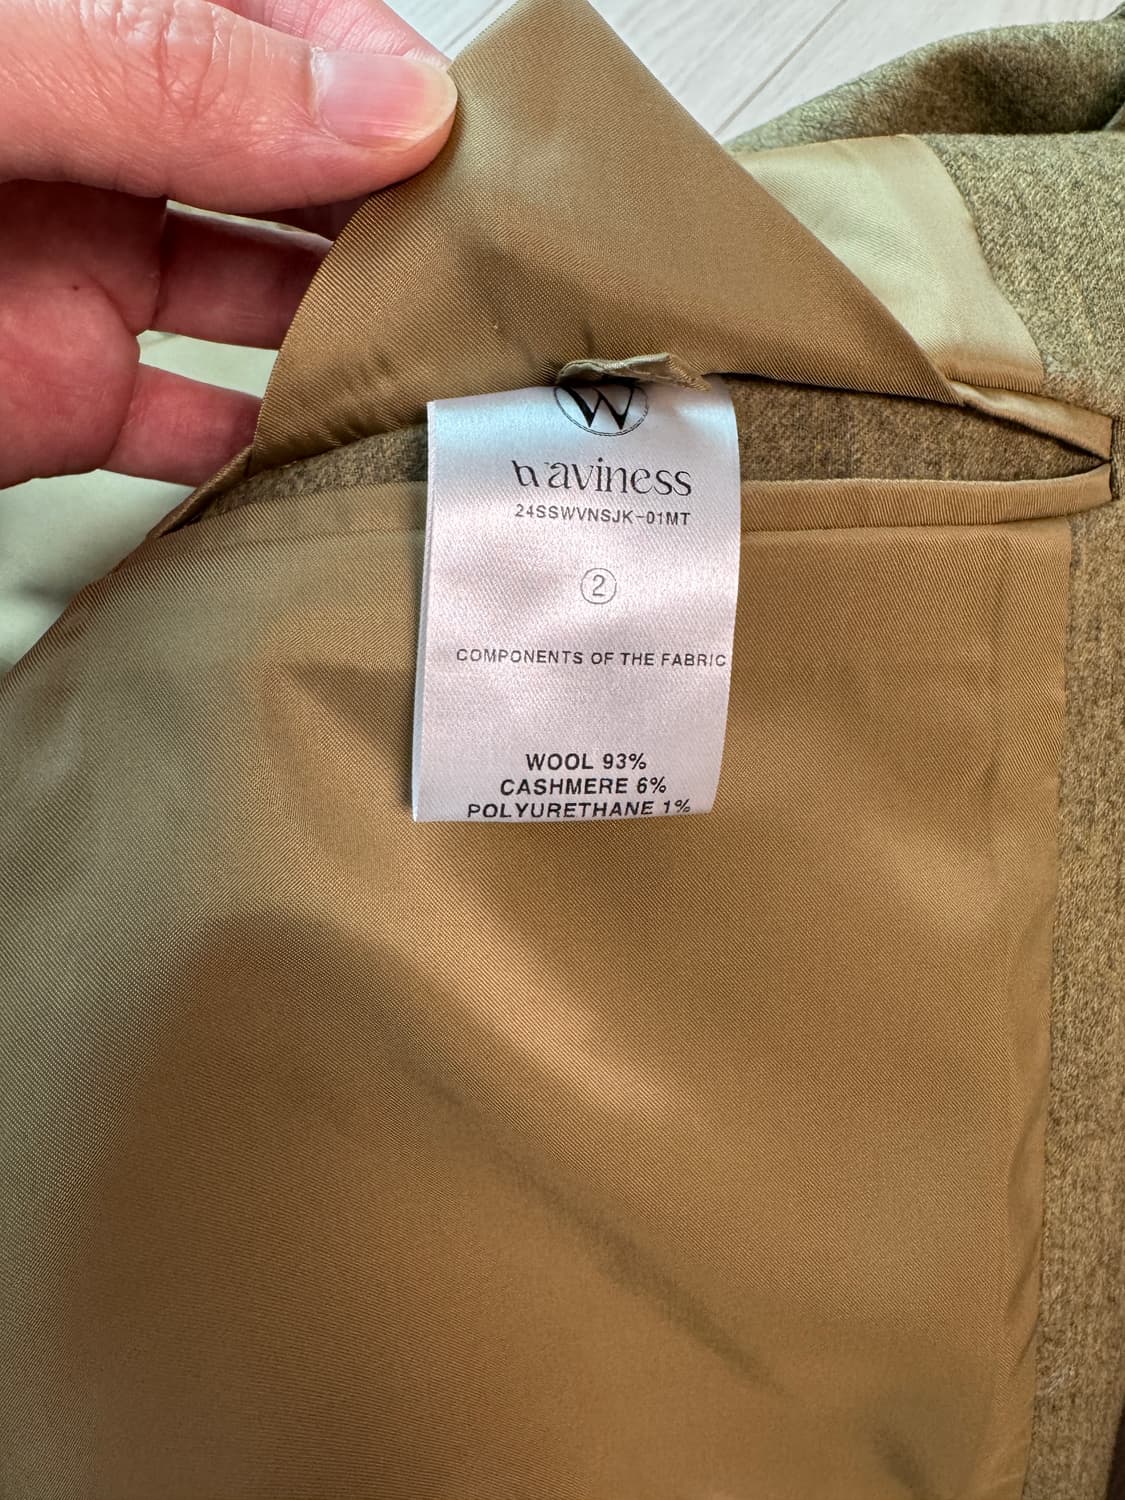 W
waviness
24SSWVNSJK-01MT
②
COMPONENTS OF THE FABRIC
WOOL 93%
CASHMERE 6%
POLYURETHANE 1%